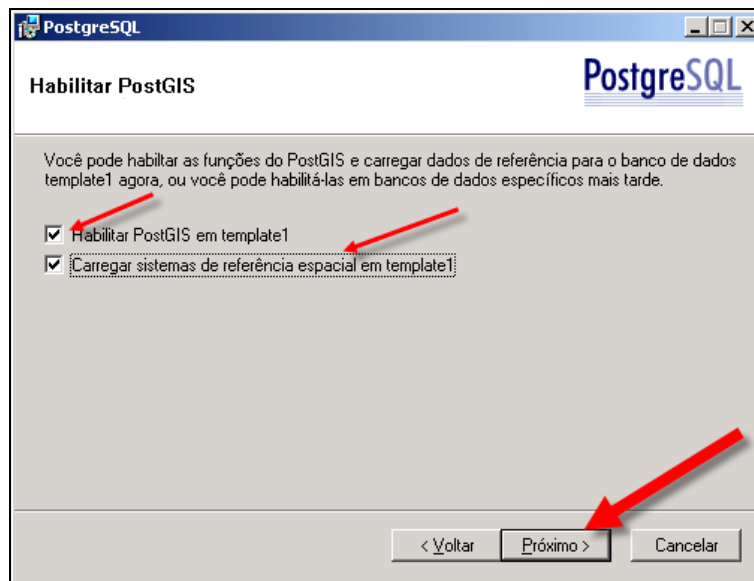 PostgreSQL
Habilitar PostGIS
PostgreSQL
Você pode habiltar as funções do PostGIS e carregar dados de referência para o banco de dados
template1 agora, ou você pode habilitá-las em bancos de dados específicos mais tarde.
Habilitar PostGIS em template1
Carregar sistemas de referência espacial em template1
< Voltar
Próximo >
Cancelar